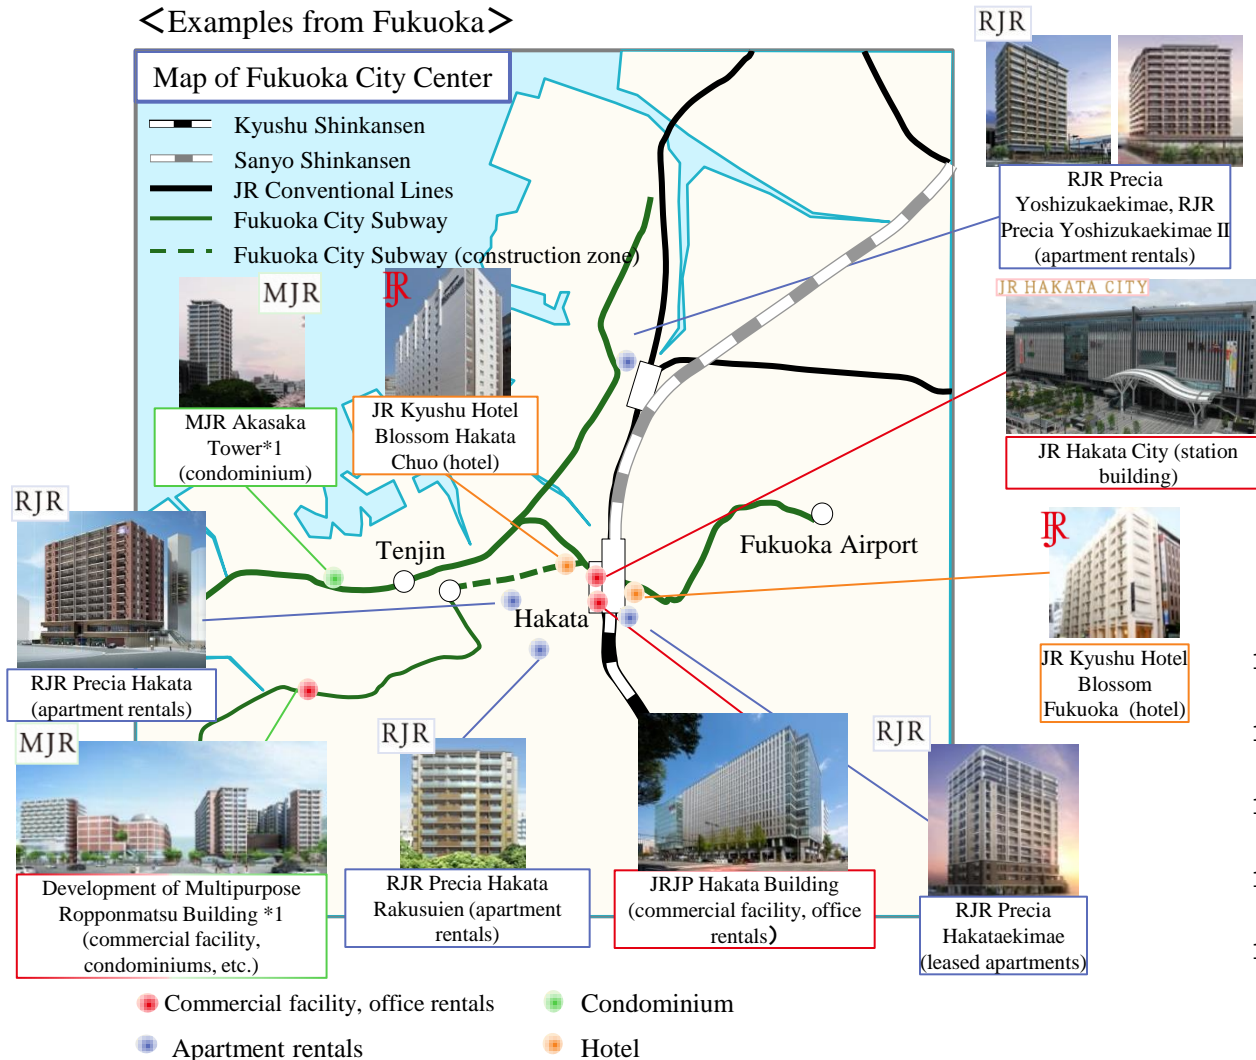 <Examples from Fukuoka>
Map of Fukuoka City Center
Kyushu Shinkansen
Sanyo Shinkansen
JR Conventional Lines
Fukuoka City Subway
Fukuoka City Subway (construction zone)
RJR
RJR Precia
Yoshizukaekimae, RJR
Precia Yoshizukaekimae II
(apartment rentals)
MJR
MJR Akasaka
Tower*1
(condominium)
JR
JR Kyushu Hotel
Blossom Hakata
Chuo (hotel)
JR HAKATA CITY
JR Hakata City (station
building)
RJR
RJR Precia Hakata
(apartment rentals)
Tenjin
Hakata
Fukuoka Airport
JR
JR Kyushu Hotel
Blossom
Fukuoka (hotel)
MJR
Development of Multipurpose
Ropponmatsu Building *1
(commercial facility,
condominiums, etc.)
RJR
RJR Precia Hakata
Rakusuien (apartment
rentals)
JRJP Hakata Building
(commercial facility, office
rentals)
RJR
RJR Precia
Hakataekimae
(leased apartments)
Commercial facility, office rentals
Condominium
Apartment rentals
Hotel